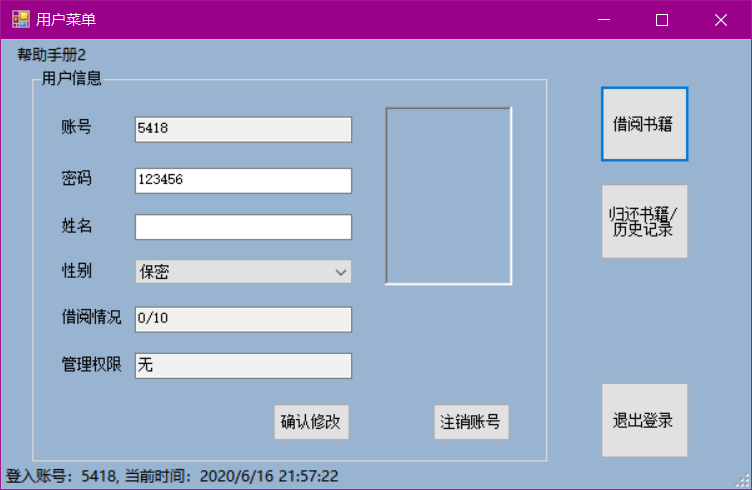 用户菜单
帮助手册2
用户信息
账号
5418
密码
123456
姓名
性别
保密
借阅情况
0/10
管理权限
无
确认修改
注销账号
借阅书籍
归还书籍/
历史记录
退出登录
登入账号: 5418, 当前时间: 2020/6/16 21:57:22